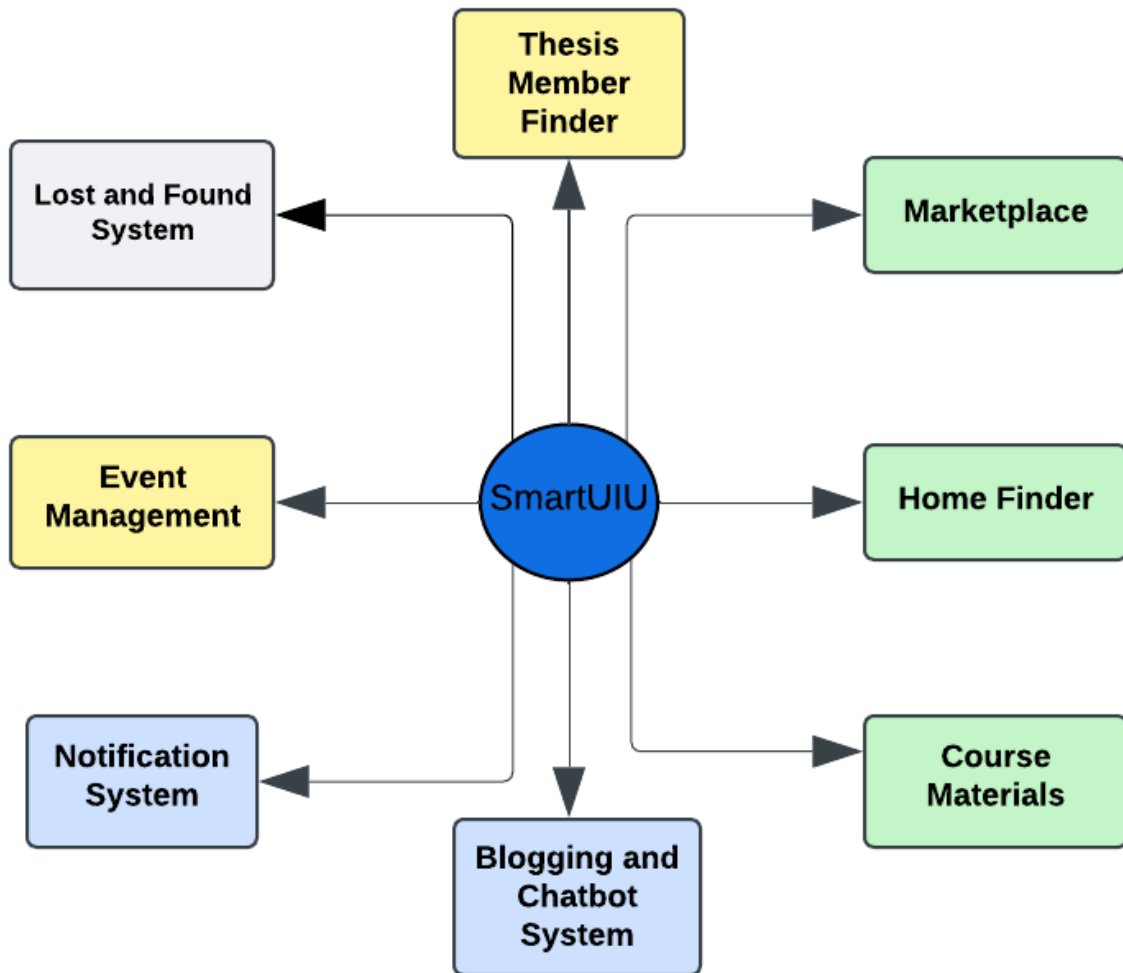 Thesis
Member
Finder
Lost and Found
System
Marketplace
Event
Management
SmartUIU
Home Finder
Notification
System
Course
Materials
Blogging and
Chatbot
System